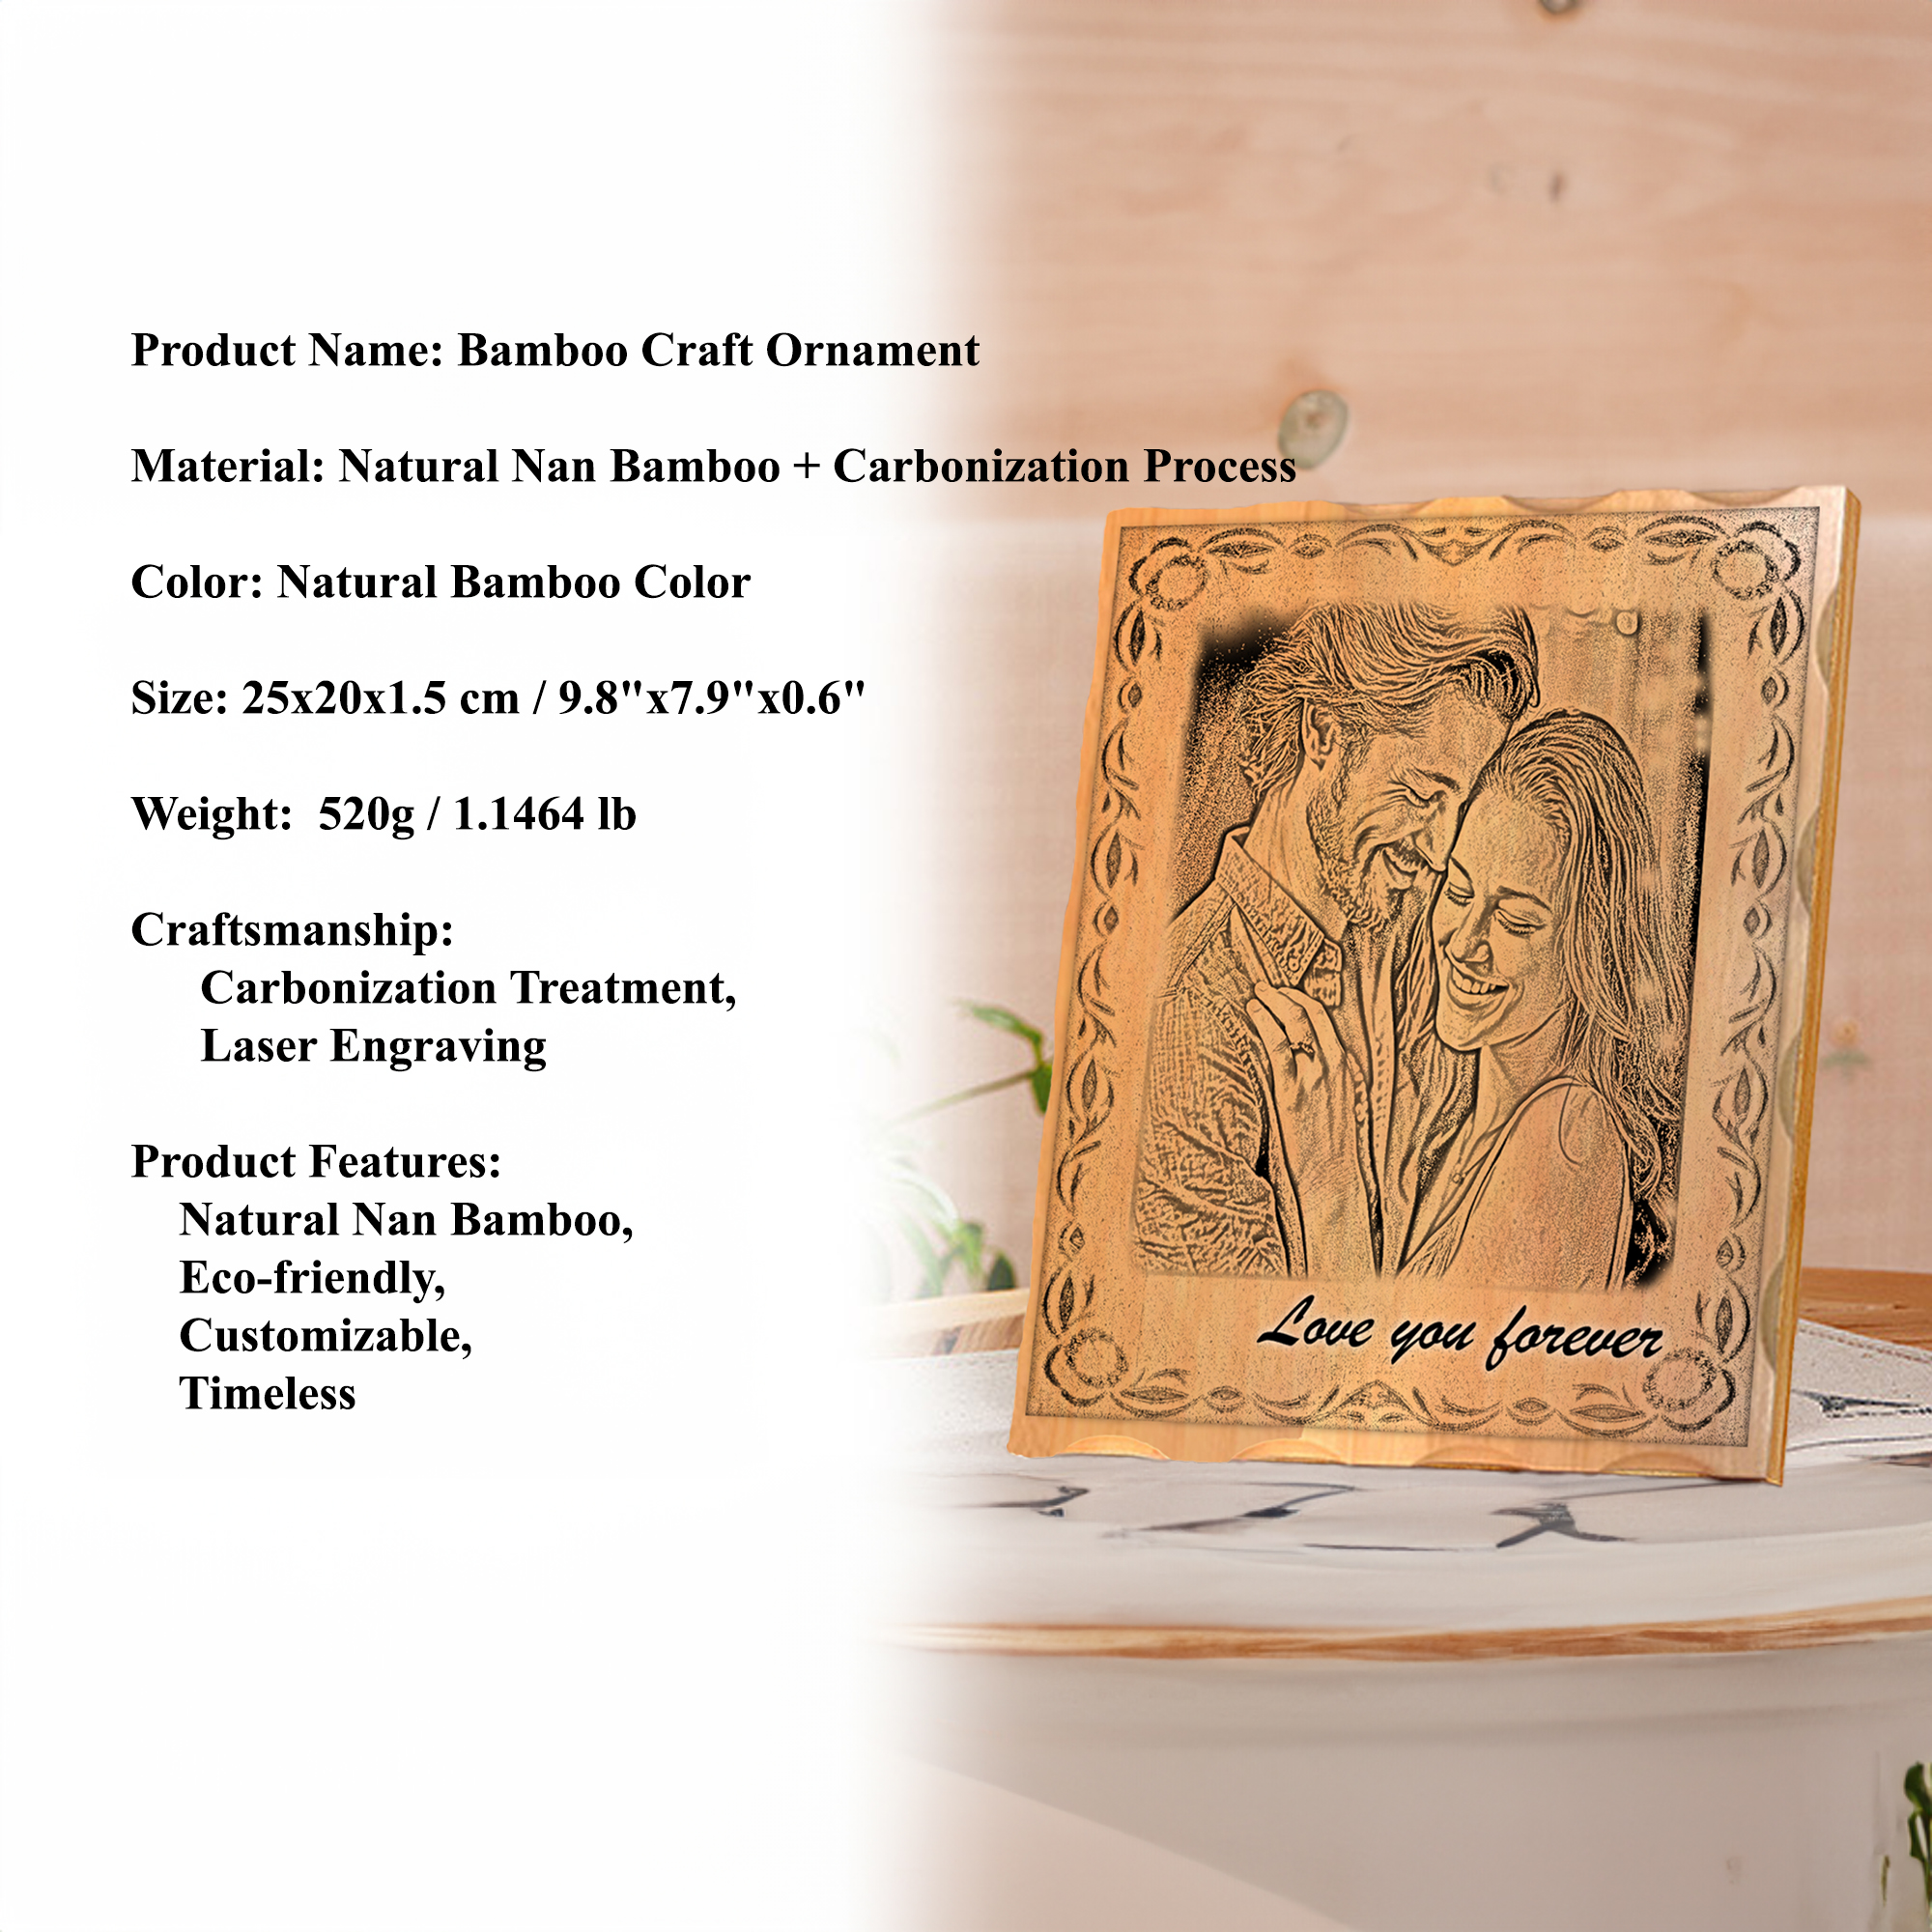 Product Name: Bamboo Craft Ornament
Material: Natural Nan Bamboo + Carbonization Process
Color: Natural Bamboo Color
Size: 25x20x1.5 cm / 9.8"x7.9"x0.6"
Weight: 520g / 1.1464 lb
Craftsmanship:
Carbonization Treatment,
Laser Engraving
Product Features:
Natural Nan Bamboo,
Eco-friendly,
Customizable,
Timeless
Love you forever